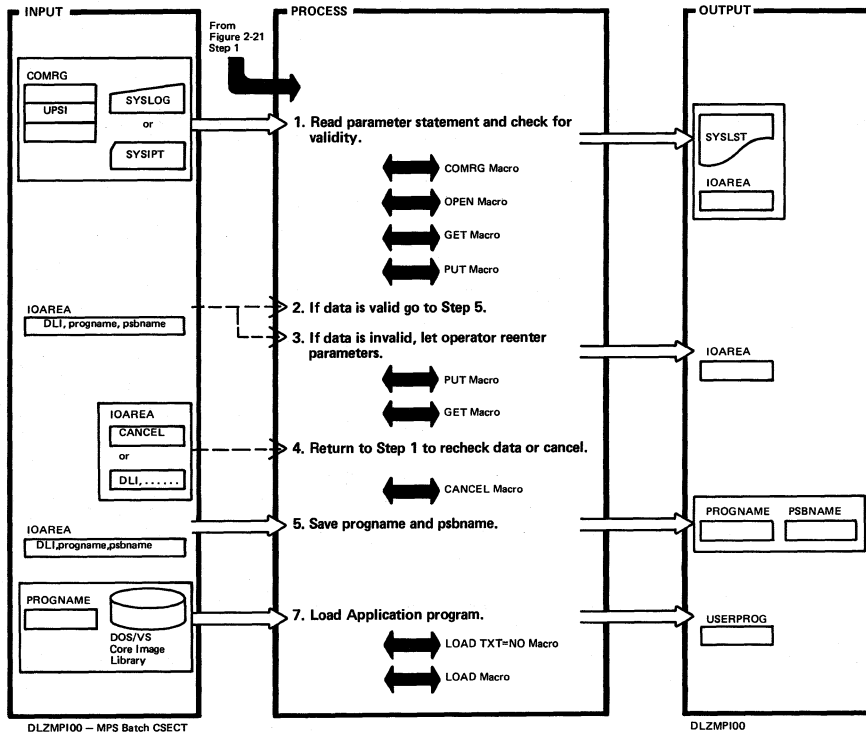 INPUT
PROCESS
OUTPUT
From
Figure 2-21
Step 1
COMRG
UPSI
SYSLOG
or
SYSIPT
1. Read parameter statement and check for
validity.
SYSLST
IOAREA
COMRG Macro
OPEN Macro
GET Macro
PUT Macro
IOAREA
DLI, progname, psbname
2. If data is valid go to Step 5.
3. If data is invalid, let operator reenter
parameters.
IOAREA
PUT Macro
GET Macro
IOAREA
CANCEL
or
DLI, . . . . . .
4. Return to Step 1 to recheck data or cancel.
CANCEL Macro
IOAREA
DLI,progname,psbname
5. Save progname and psbname.
PROGNAME PSBNAME
PROGNAME
DOS/VS
Core Image
Library
7. Load Application program.
USERPROG
LOAD TXT=NO Macro
LOAD Macro
DLZMPI00 – MPS Batch CSECT
DLZMPI00